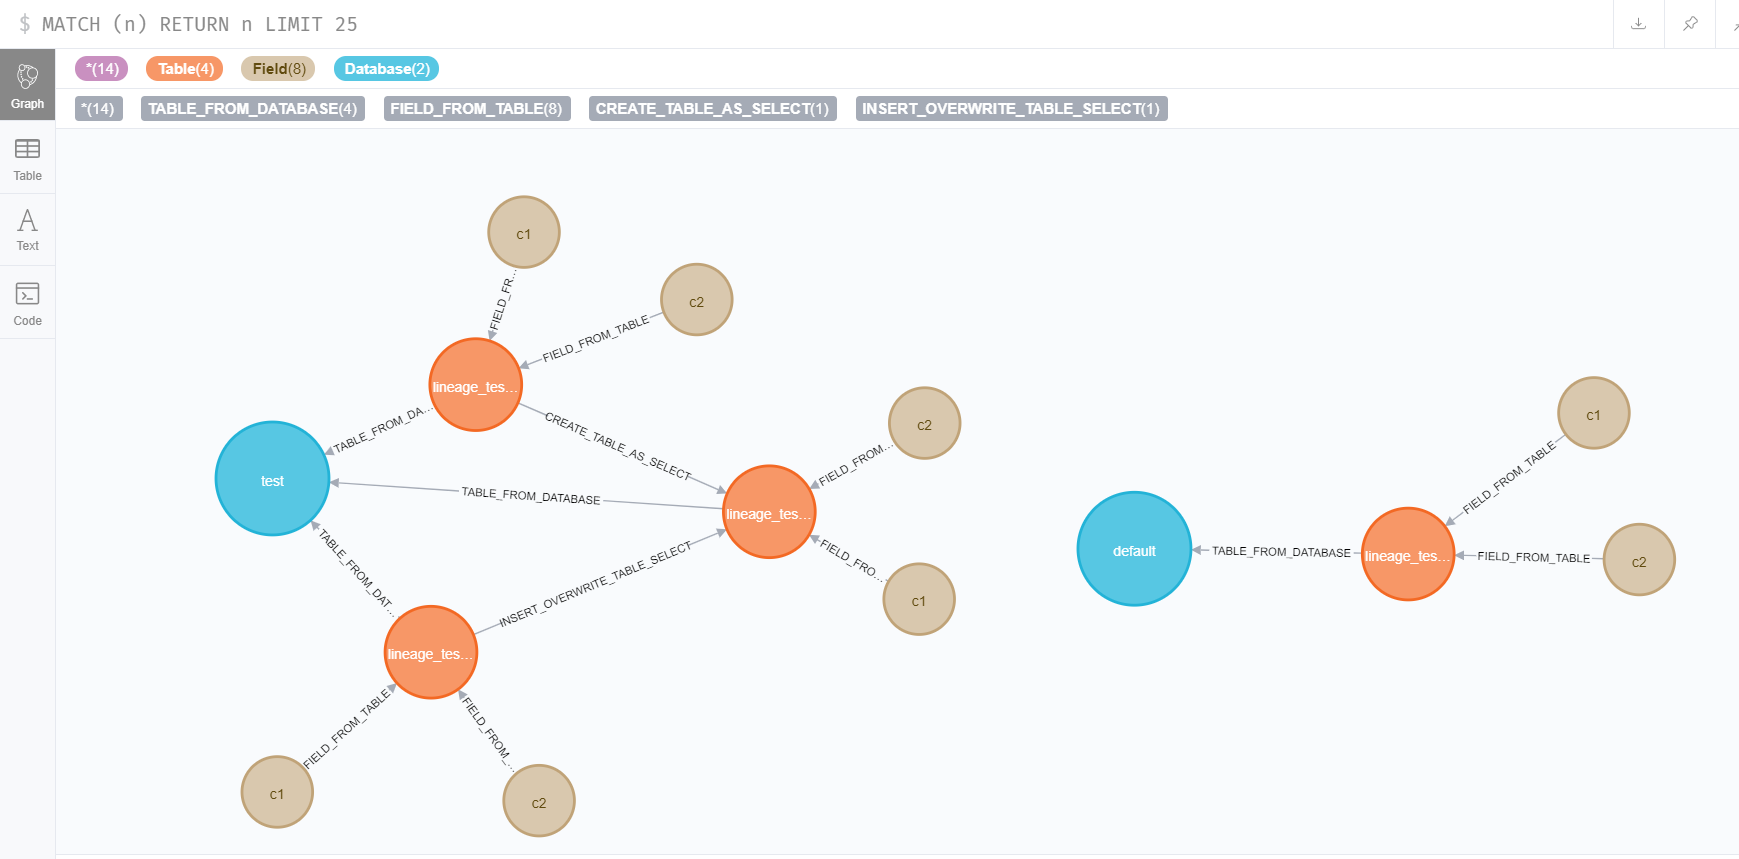 $ MATCH (n) RETURN n LIMIT 25
*(14) Table(4) Field(8) Database(2)
*(14) TABLE_FROM_DATABASE(4) FIELD_FROM_TABLE(8) CREATE_TABLE_AS_SELECT(1) INSERT_OVERWRITE_TABLE_SELECT(1)
Graph
Table
Text
Code
c1
FIELD_FR...
c2
FIELD_FROM_TABLE
lineage_tes...
TABLE_FROM_DA...
CREATE_TABLE_AS_SELECT
test
TABLE_FROM_DATABASE
c2
FIELD_FROM...
lineage_tes...
FIELD_FRO...
c1
TABLE_FROM_DAT...
INSERT_OVERWRITE_TABLE_SELECT
lineage_tes...
FIELD_FROM_TABLE
FIELD_FROM_...
c1
c2
c1
FIELD_FROM_TABLE
default
TABLE_FROM_DATABASE
lineage_tes...
FIELD_FROM_TABLE
c2